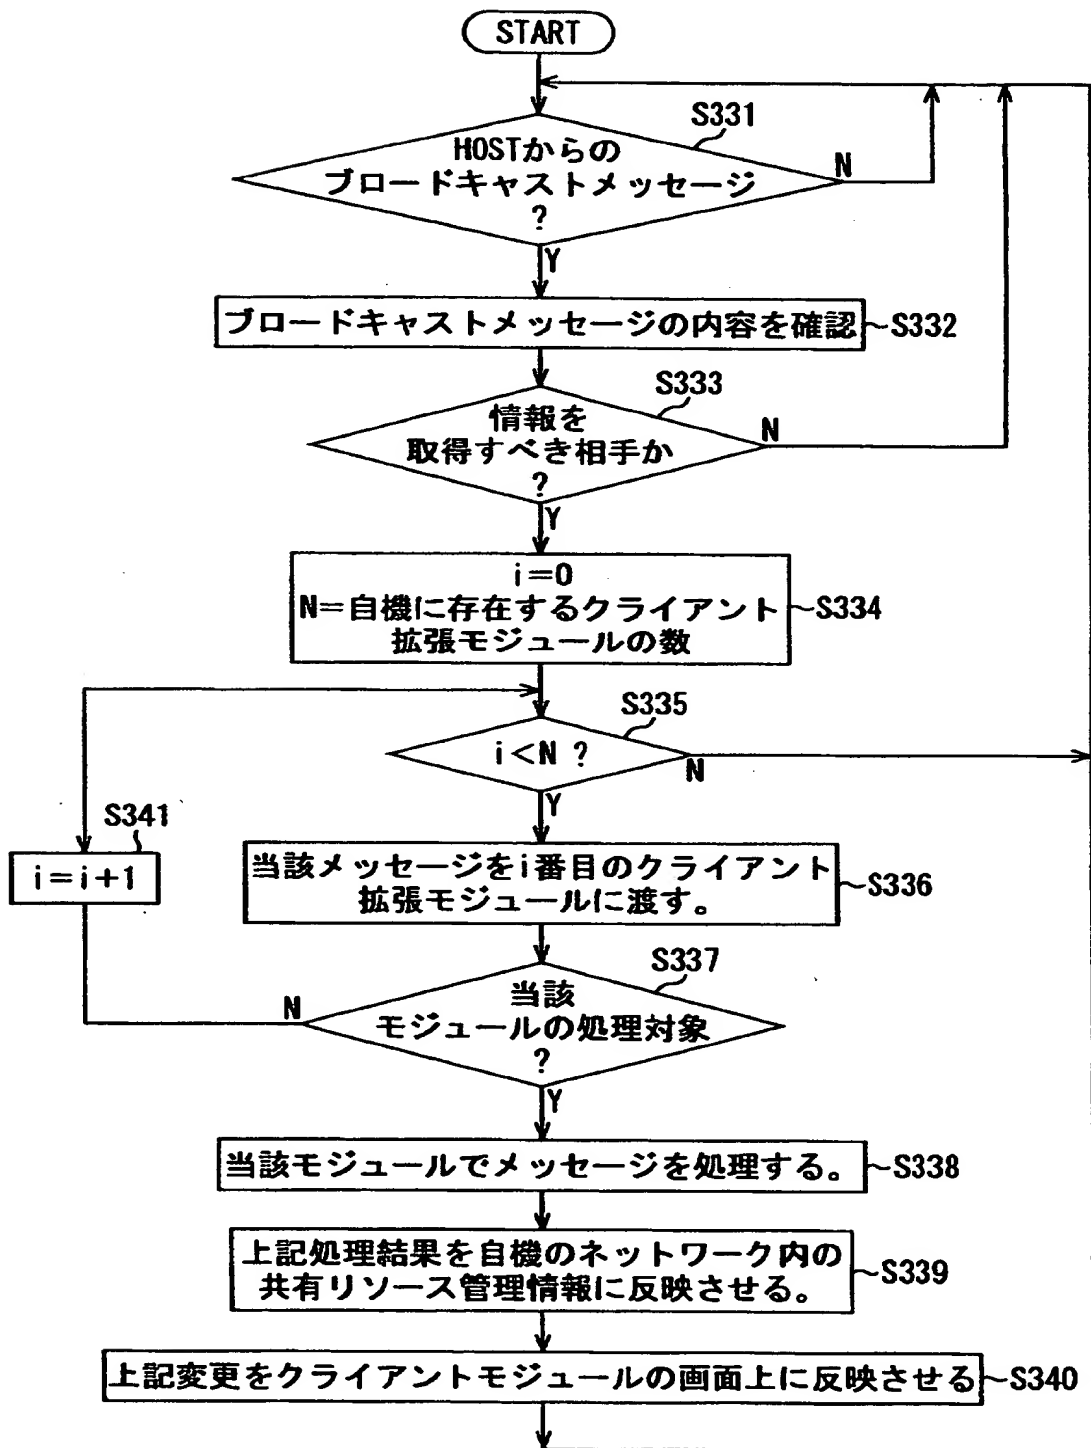 START
S331
HOSTからの
ブロードキャストメッセージ
?
N
Y
ブロードキャストメッセージの内容を確認
S332
S333
情報を
取得すべき相手か
?
N
Y
i=0
N=自機に存在するクライアント
拡張モジュールの数
S334
S335
i<N ?
N
Y
S341
i=i+1
当該メッセージをi番目のクライアント
拡張モジュールに渡す。
S336
S337
当該
モジュールの処理対象
?
N
Y
当該モジュールでメッセージを処理する。
S338
上記処理結果を自機のネットワーク内の
共有リソース管理情報に反映させる。
S339
上記変更をクライアントモジュールの画面上に反映させる
S340